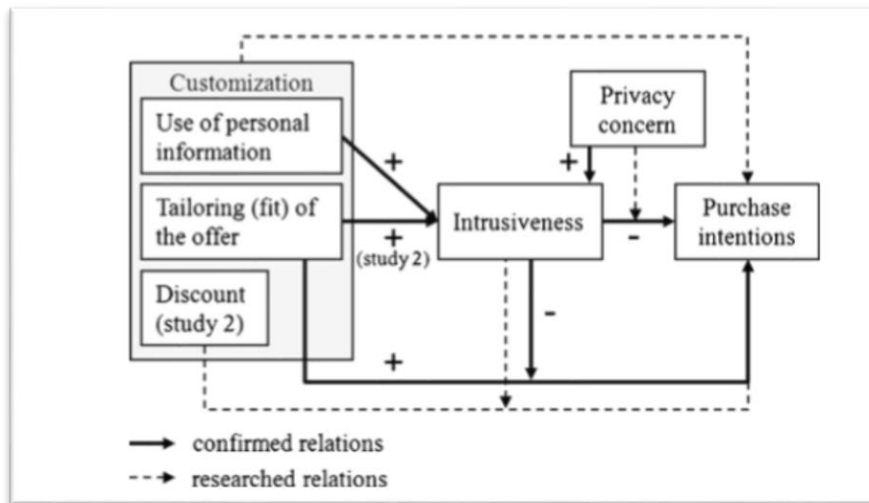 Customization
Use of personal
information
Tailoring (fit) of
the offer
Discount
(study 2)
+
+
(study 2)
+
Intrusiveness
Privacy
concern
+
-
-
Purchase
intentions
confirmed relations
researched relations